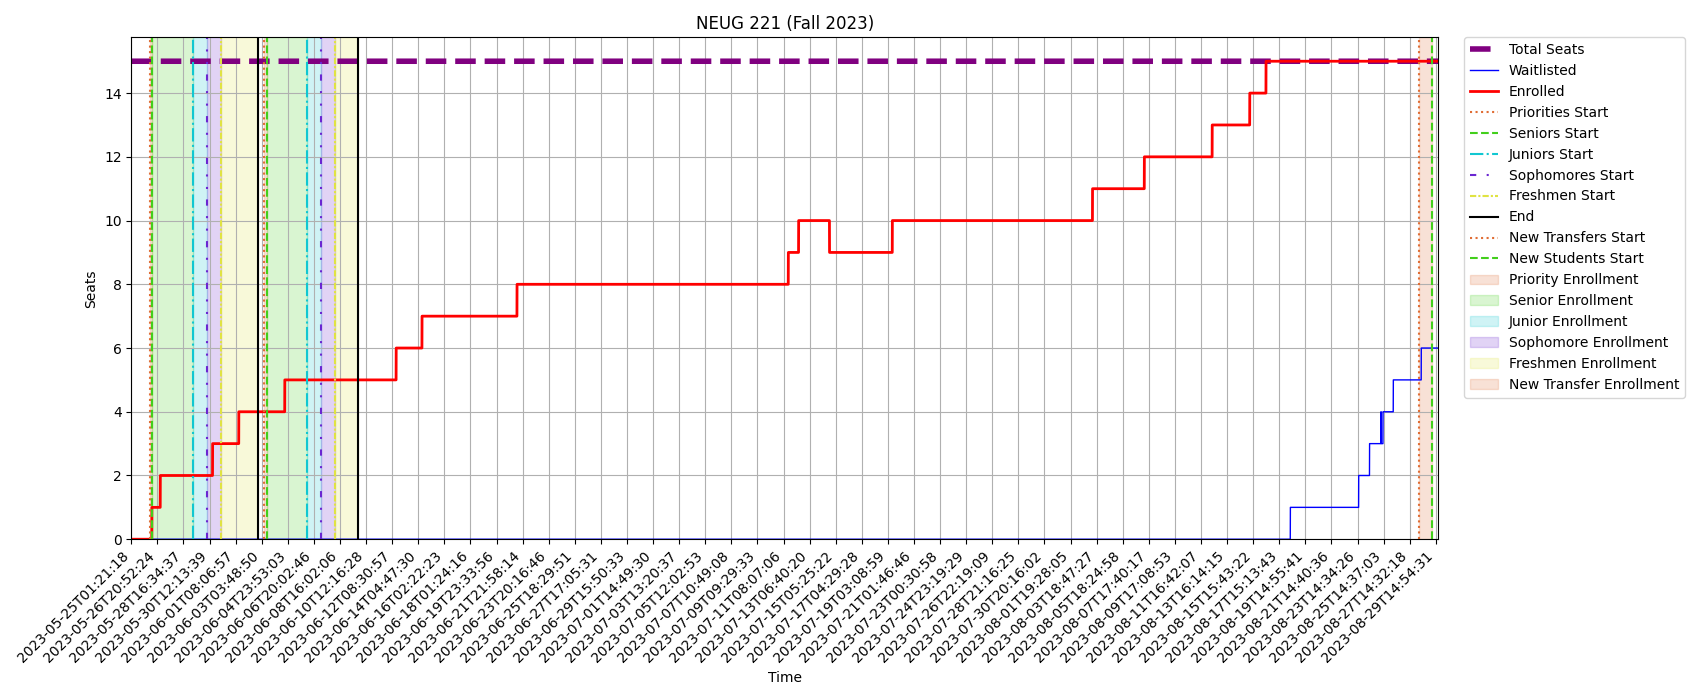 NEUG 221 (Fall 2023)
Seats
14
12
10
8
6
4
2
0
2023-05-25T01:21:18
2023-05-26T20:52:24
2023-05-28T16:34:37
2023-05-30T12:13:39
2023-06-01T08:06:57
2023-06-03T03:48:50
2023-06-04T23:53:03
2023-06-06T20:02:46
2023-06-08T16:02:06
2023-06-10T12:16:28
2023-06-12T08:30:57
2023-06-14T04:47:30
2023-06-16T02:22:23
2023-06-18T01:24:16
2023-06-19T23:33:56
2023-06-21T21:58:14
2023-06-23T20:16:46
2023-06-25T18:29:51
2023-06-27T17:05:31
2023-06-29T15:50:33
2023-07-01T14:49:30
2023-07-03T13:20:37
2023-07-05T12:02:53
2023-07-07T10:49:08
2023-07-09T09:29:33
2023-07-11T08:07:06
2023-07-13T06:40:20
2023-07-15T05:25:22
2023-07-17T04:29:28
2023-07-19T03:08:59
2023-07-21T01:46:46
2023-07-23T00:30:58
2023-07-24T23:19:29
2023-07-26T22:19:09
2023-07-28T21:16:25
2023-07-30T20:16:02
2023-08-01T19:28:05
2023-08-03T18:47:27
2023-08-05T18:24:58
2023-08-07T17:40:17
2023-08-09T17:08:53
2023-08-11T16:42:07
2023-08-13T16:14:15
2023-08-15T15:43:22
2023-08-17T15:13:43
2023-08-19T14:55:41
2023-08-21T14:40:36
2023-08-23T14:34:26
2023-08-25T14:37:03
2023-08-27T14:32:18
2023-08-29T14:54:31
Time
Total Seats
Waitlisted
Enrolled
Priorities Start
Seniors Start
Juniors Start
Sophomores Start
Freshmen Start
End
New Transfers Start
New Students Start
Priority Enrollment
Senior Enrollment
Junior Enrollment
Sophomore Enrollment
Freshmen Enrollment
New Transfer Enrollment